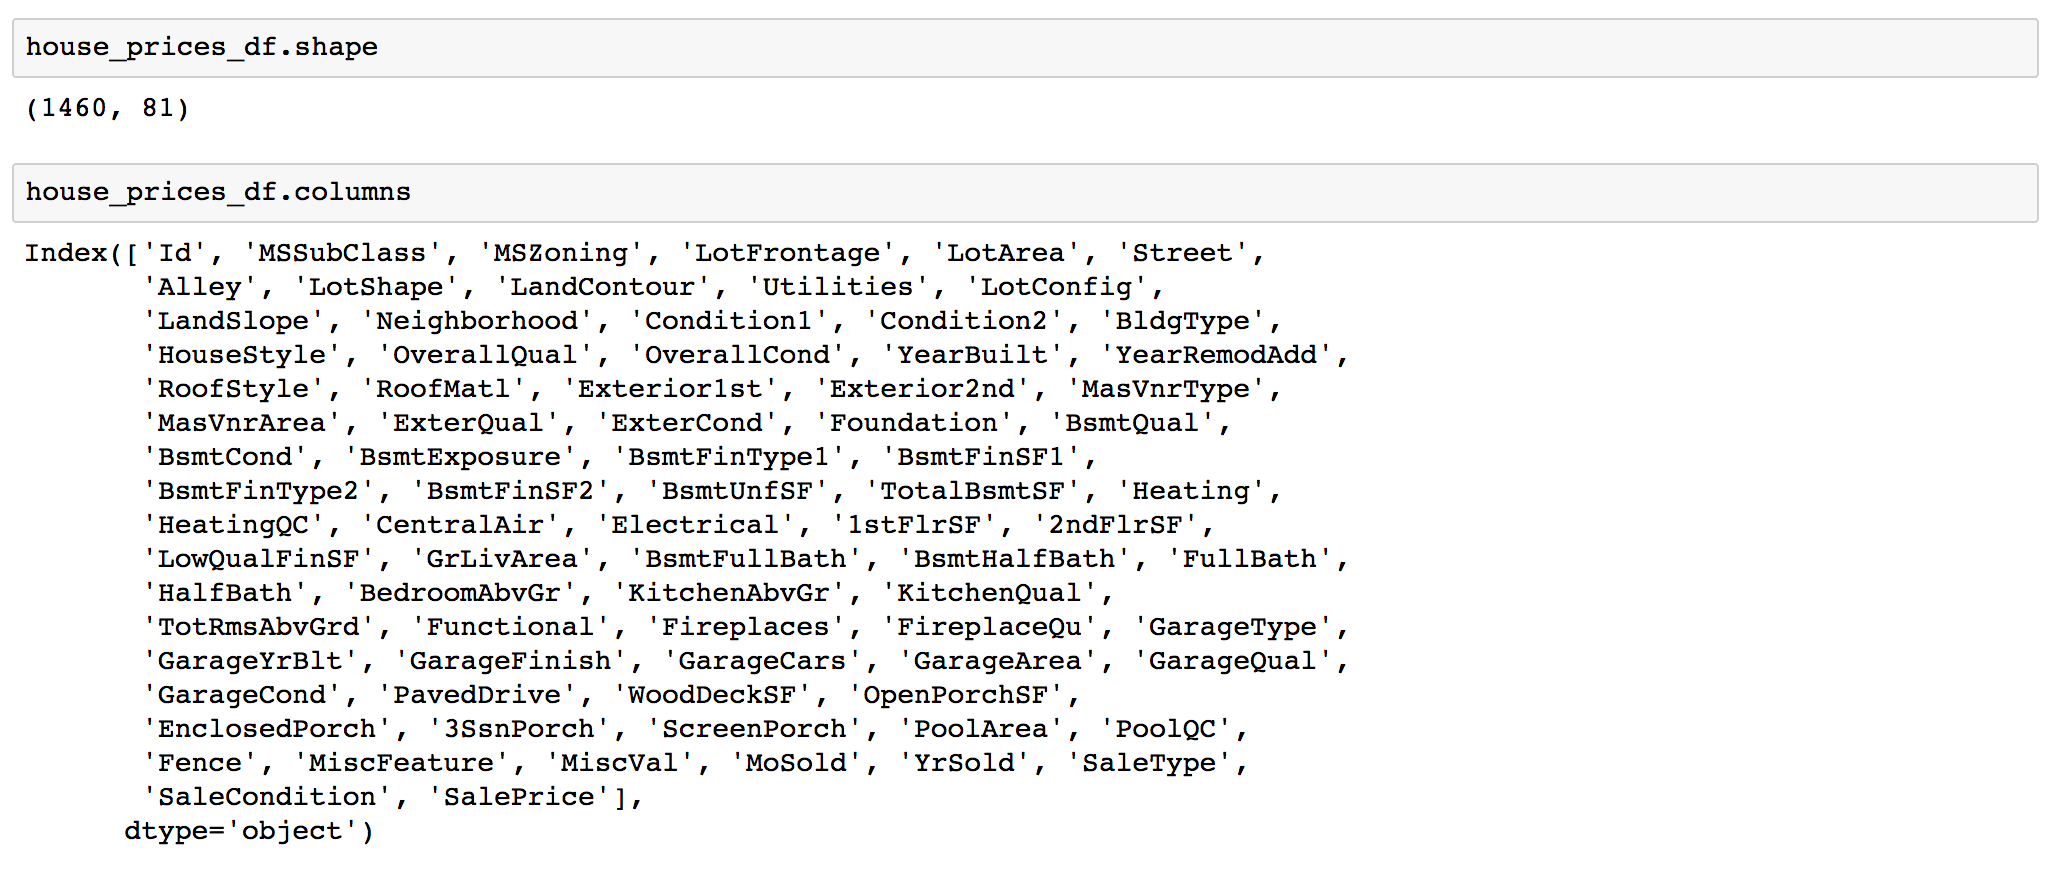 house_prices_df.shape
(1460, 81)
house_prices_df.columns
Index(['Id', 'MSSubClass', 'MSZoning', 'LotFrontage', 'LotArea', 'Street',
'Alley', 'LotShape', 'LandContour', 'Utilities', 'LotConfig',
'LandSlope', 'Neighborhood', 'Condition1', 'Condition2', 'BldgType',
'HouseStyle', 'OverallQual', 'OverallCond', 'YearBuilt', 'YearRemodAdd',
'RoofStyle', 'RoofMatl', 'Exterior1st', 'Exterior2nd', 'MasVnrType',
'MasVnrArea', 'ExterQual', 'ExterCond', 'Foundation', 'BsmtQual',
'BsmtCond', 'BsmtExposure', 'BsmtFinType1', 'BsmtFinSF1',
'BsmtFinType2', 'BsmtFinSF2', 'BsmtUnfSF', 'TotalBsmtSF', 'Heating',
'HeatingQC', 'CentralAir', 'Electrical', '1stFlrSF', '2ndFlrSF',
'LowQualFinSF', 'GrLivArea', 'BsmtFullBath', 'BsmtHalfBath', 'FullBath',
'HalfBath', 'BedroomAbvGr', 'KitchenAbvGr', 'KitchenQual',
'TotRmsAbvGrd', 'Functional', 'Fireplaces', 'FireplaceQu', 'GarageType',
'GarageYrBlt', 'GarageFinish', 'GarageCars', 'GarageArea', 'GarageQual',
'GarageCond', 'PavedDrive', 'WoodDeckSF', 'OpenPorchSF',
'EnclosedPorch', '3SsnPorch', 'ScreenPorch', 'PoolArea', 'PoolQC',
'Fence', 'MiscFeature', 'MiscVal', 'MoSold', 'YrSold', 'SaleType',
'SaleCondition', 'SalePrice'],
dtype='object')